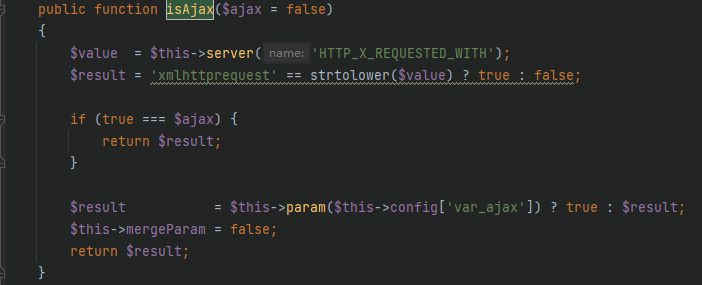 public function isAjax($ajax = false)
{
$value  = $this->server( name: 'HTTP_X_REQUESTED_WITH');
$result = 'xmlhttprequest' == strtolower($value) ? true : false;
if (true === $ajax) {
return $result;
}
$result           = $this->param($this->config['var_ajax']) ? true : $result;
$this->mergeParam = false;
return $result;
}